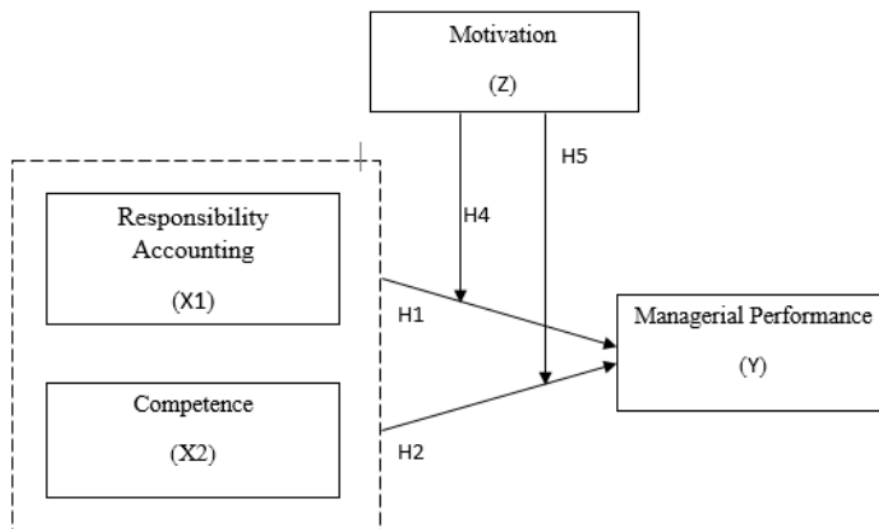 Motivation
(Z)
H5
H4
Responsibility
Accounting
(X1)
H1
Managerial Performance
(Y)
Competence
(X2)
H2